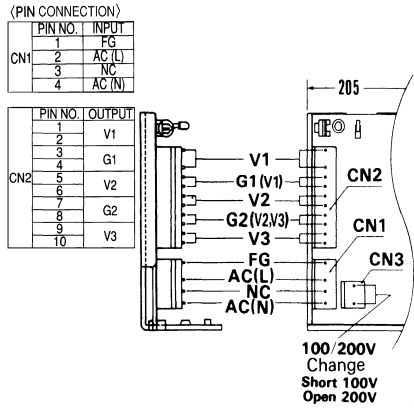 〈PIN CONNECTION〉
PIN NO. INPUT
CN1
1 FG
2 AC (L)
3 NC
4 AC (N)
PIN NO. OUTPUT
CN2
1
2
V1
3
4
G1
5
6
V2
7
8
G2
9
10
V3
205
V1
G1 (V1)
V2
G2 (V2,V3)
V3
FG
AC(L)
NC
AC(N)
CN2
CN1
CN3
100/200V
Change
Short 100V
Open 200V